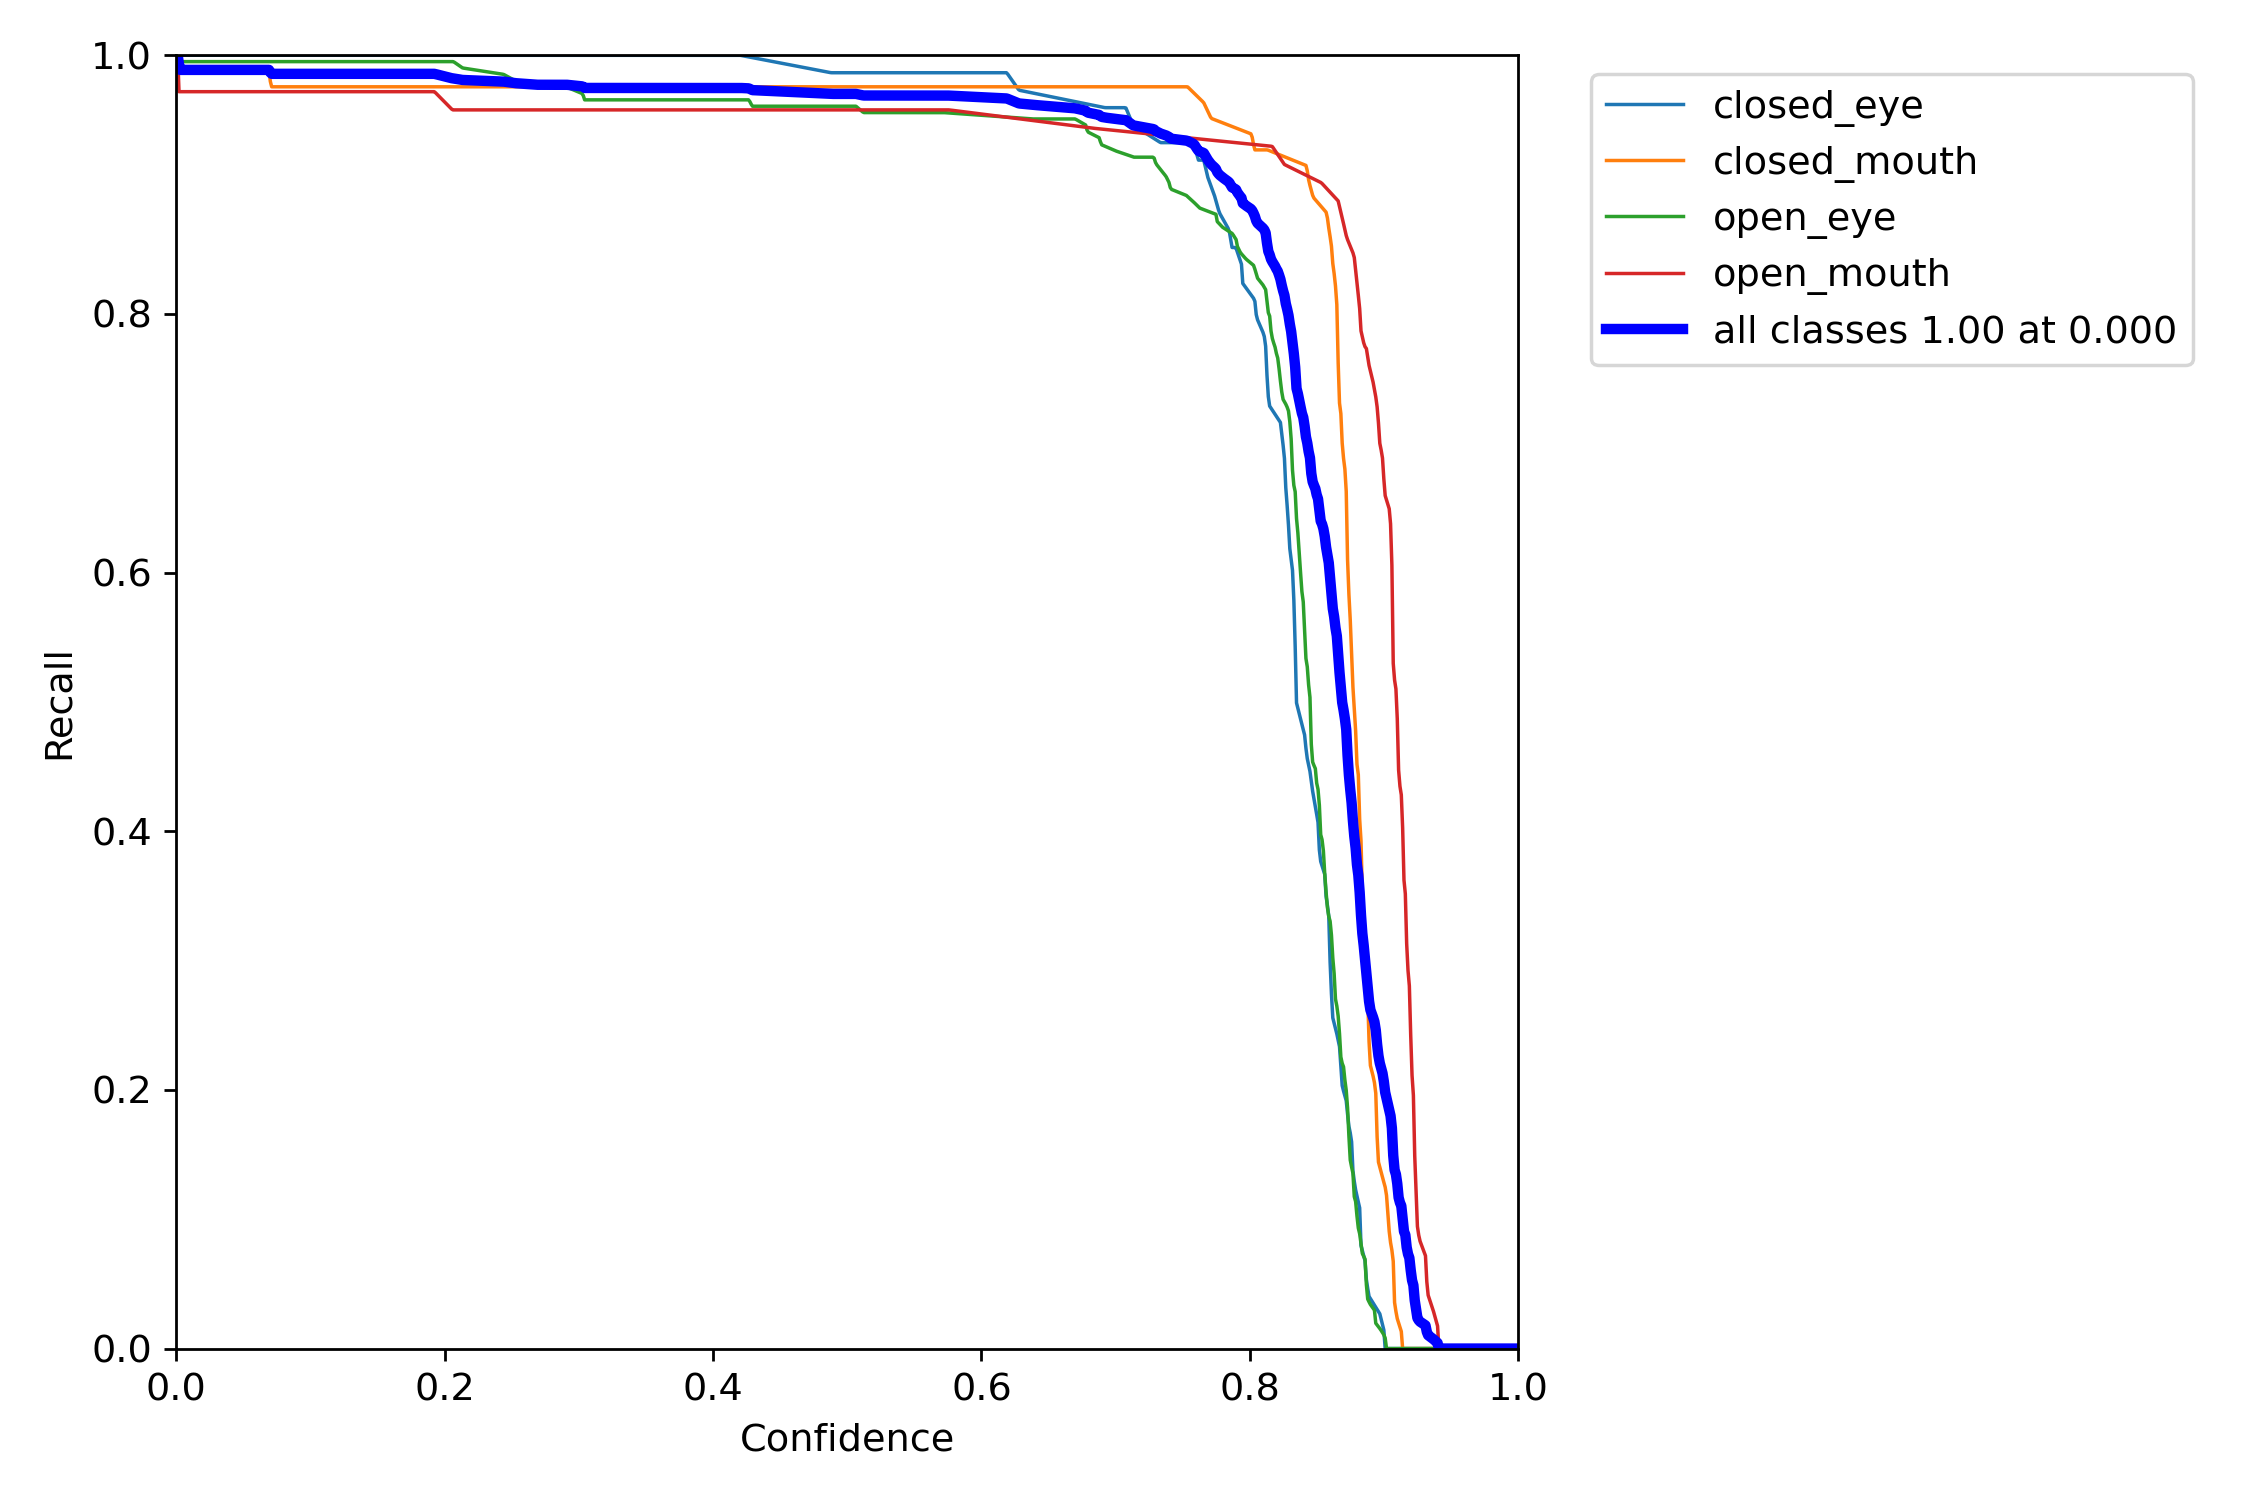 1.0
0.8
0.6
0.4
0.2
0.0
Recall
0.0 0.2 0.4 0.6 0.8 1.0
Confidence
closed_eye
closed_mouth
open_eye
open_mouth
all classes 1.00 at 0.000